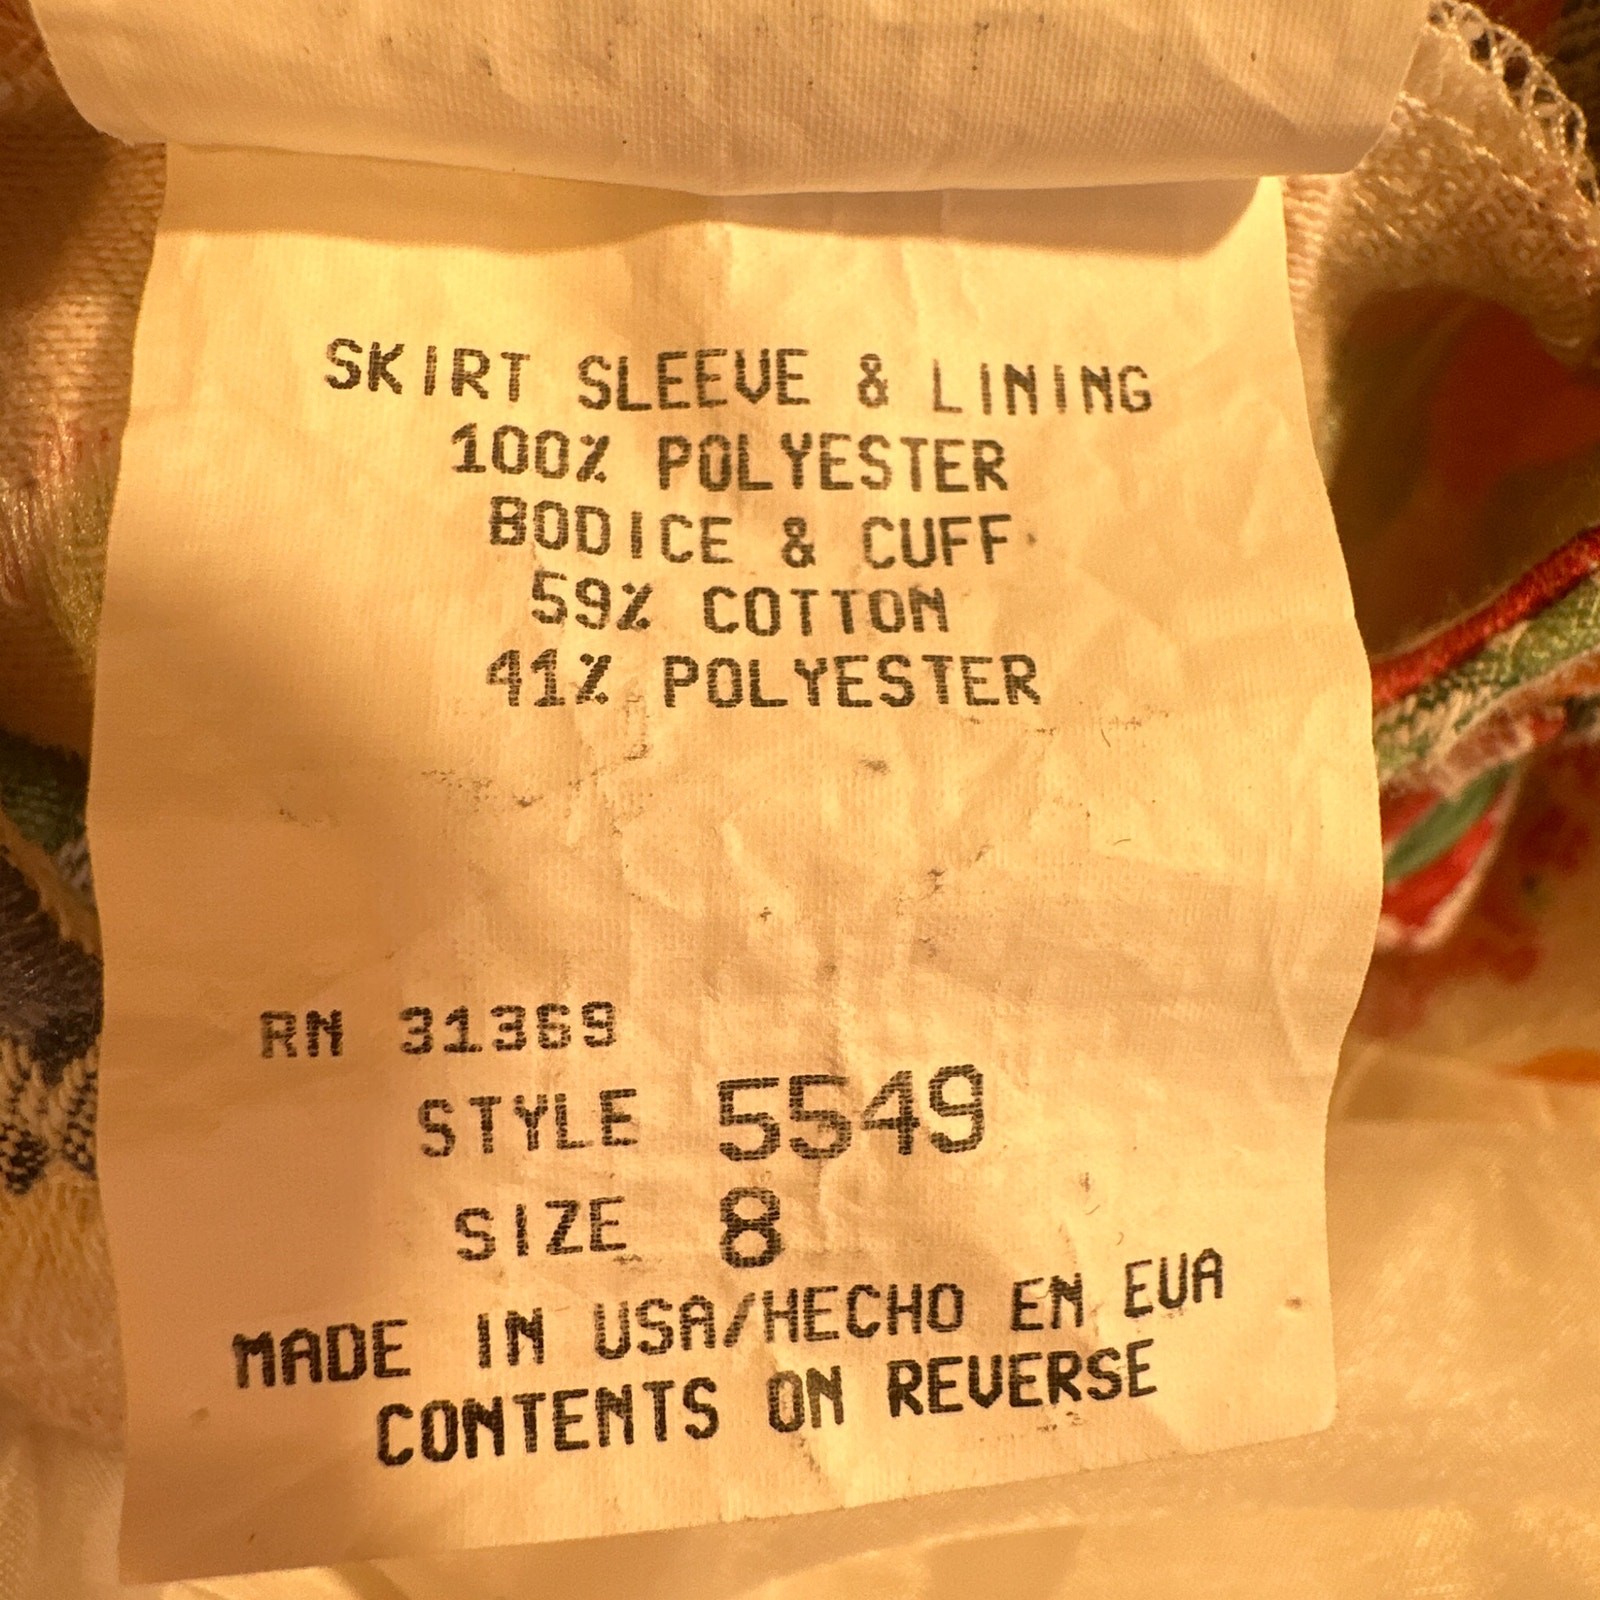 SKIRT SLEEVE & LINING
100% POLYESTER
BODICE & CUFF
59% COTTON
41% POLYESTER
RN 31369
STYLE 5549
SIZE 8
MADE IN USA/HECHO EN EUA
CONTENTS ON REVERSE